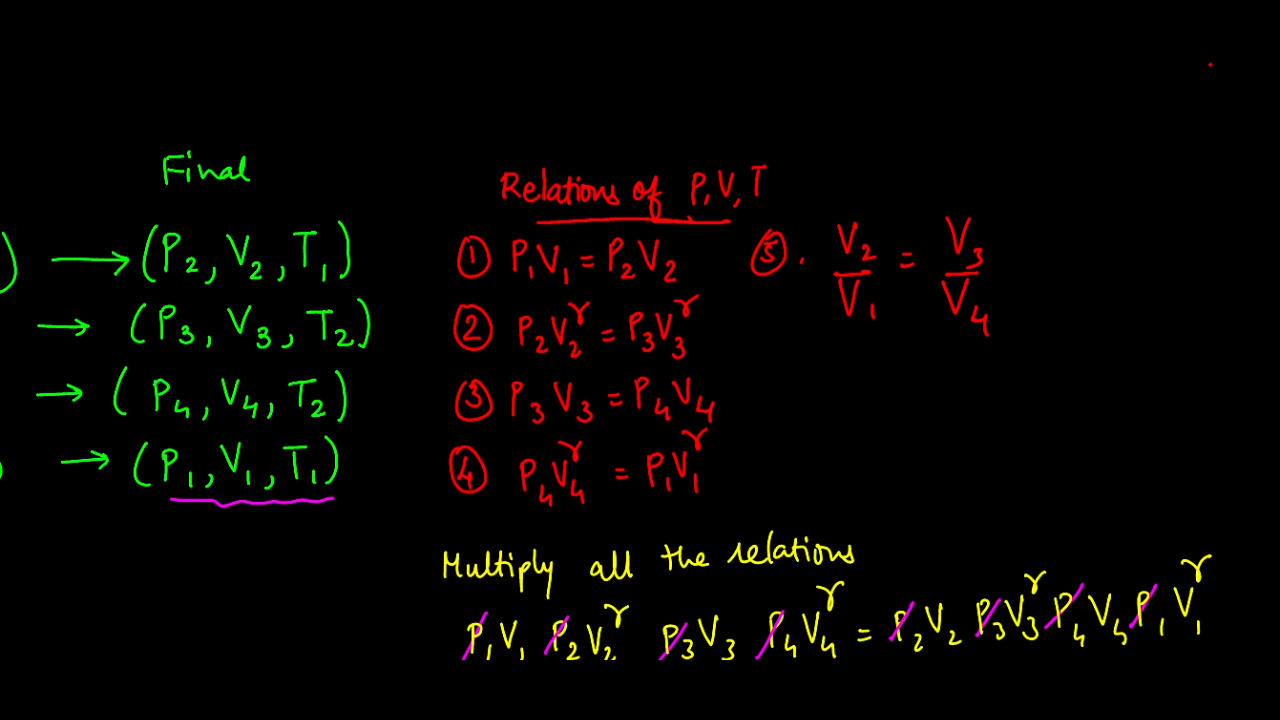 Final
) → (P₂, V₂, T₁)
→ (P₃, V₃, T₂)
→ (P₄, V₄, T₂)
) → (P₁, V₁, T₁)
Relations of P, V, T
① P₁V₁ = P₂V₂
② P₂V₂^γ = P₃V₃^γ
③ P₃V₃ = P₄V₄
④ P₄V₄^γ = P₁V₁^γ
⑤. V₂/V₁ = V₃/V₄
Multiply all the relations
P₁V₁ P₂V₂^γ P₃V₃ P₄V₄^γ = P₂V₂ P₃V₃^γ P₄V₄ P₁V₁^γ